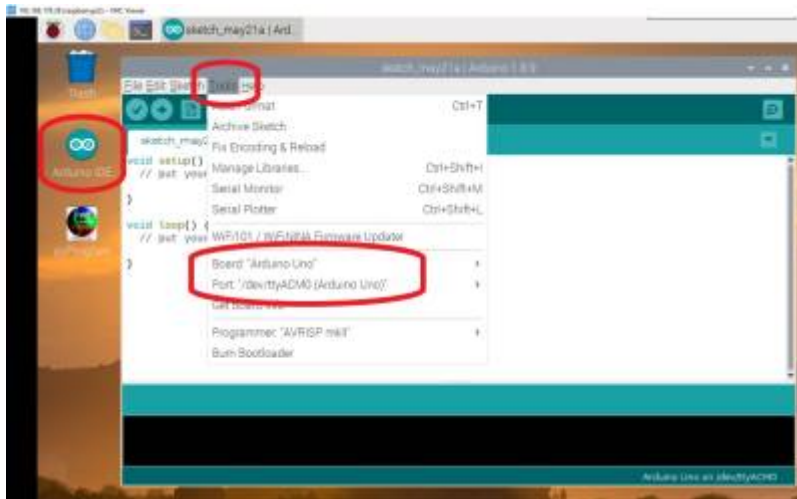 VNC Viewer
sketch_may21a | Ard...
sketch_may21a | Arduino 1.8.9
Trash
Arduino IDE
File Edit Sketch Tools Help
Ctrl+T
Archive Sketch
Fix Encoding & Reload
Manage Libraries... Ctrl+Shift+I
Serial Monitor Ctrl+Shift+M
Serial Plotter Ctrl+Shift+L
WiFi101 / WiFiNINA Firmware Updater
Board: "Arduino Uno"
Port: "/dev/ttyACM0 (Arduino Uno)"
Get Board Info
Programmer: "AVRISP mkII"
Burn Bootloader
sketch_may2
void setup()
// put your
}
void loop() {
// put your
}
Arduino Uno on /dev/ttyACM0